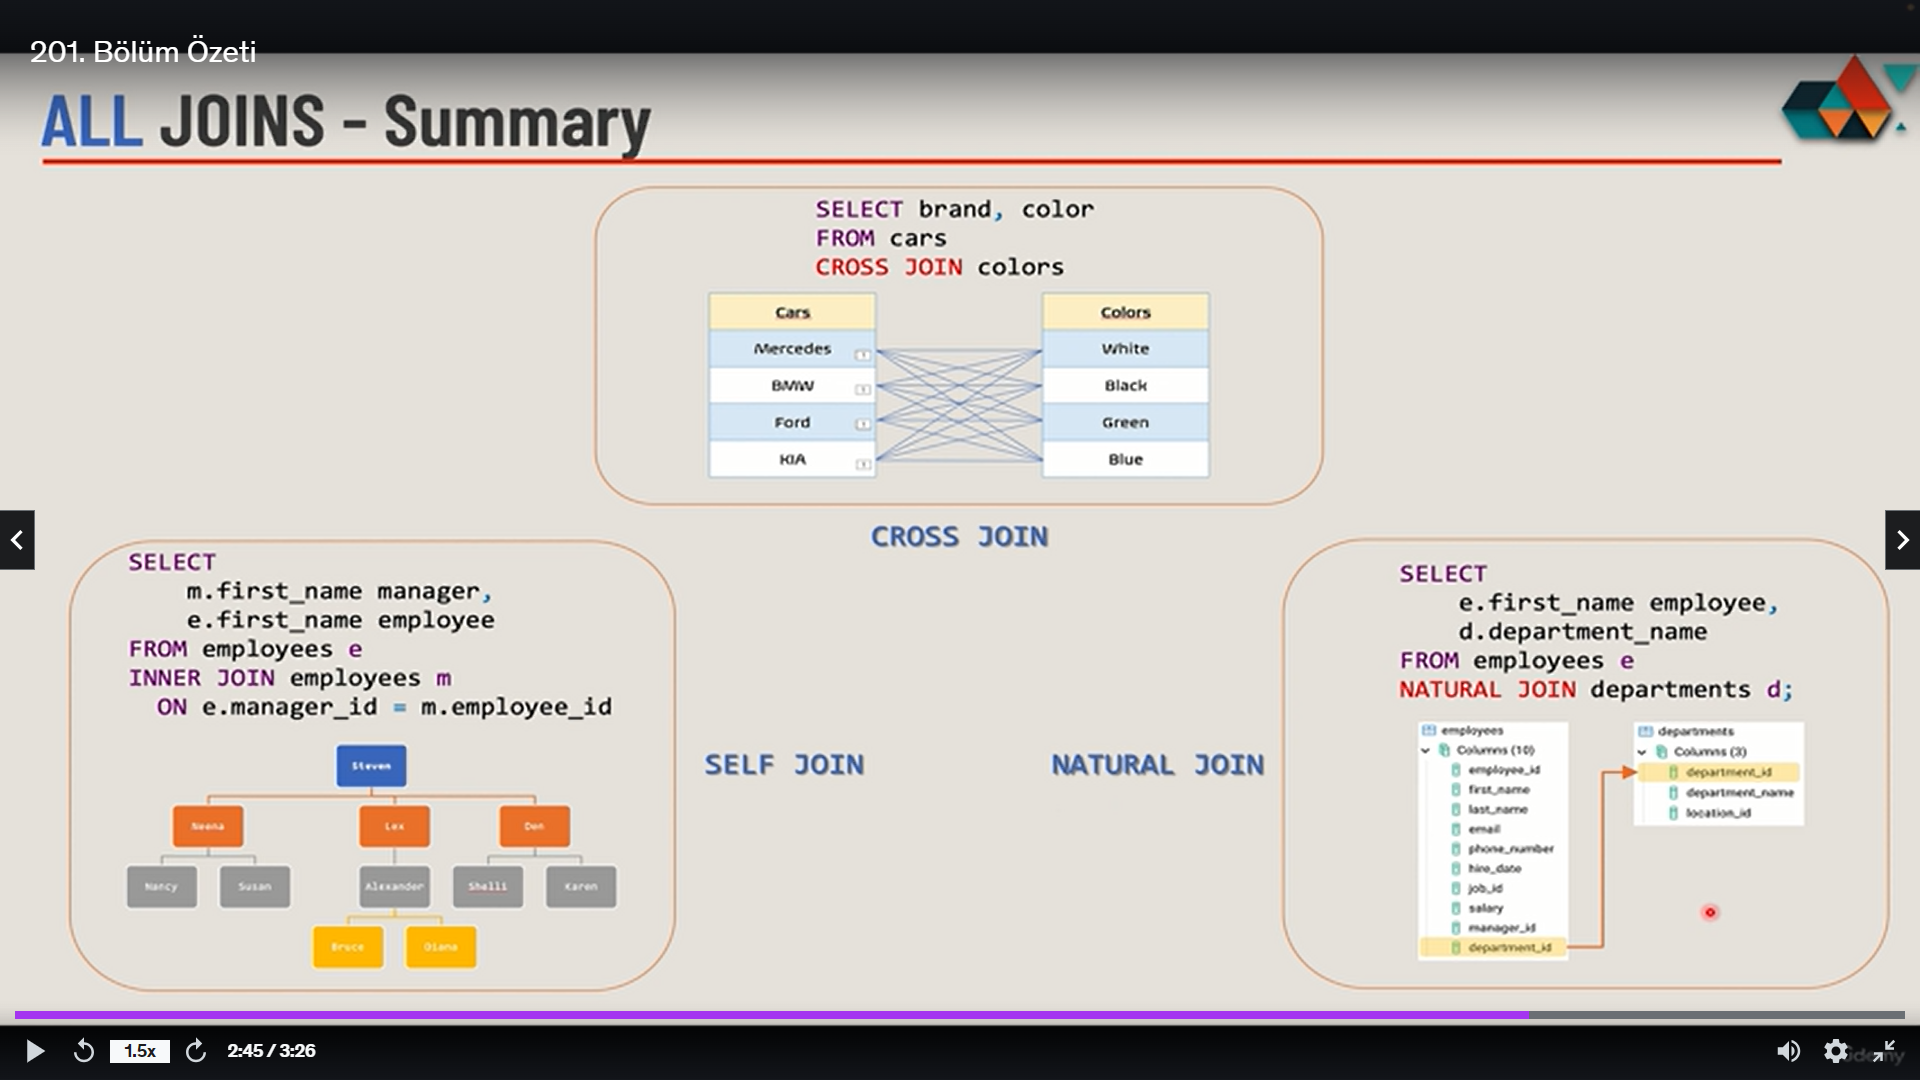 201. Bölüm Özeti
ALL JOINS - Summary
SELECT brand, color
FROM cars
CROSS JOIN colors
Cars
Mercedes
BMW
Ford
KIA
Colors
White
Black
Green
Blue
CROSS JOIN
SELECT
m.first_name manager,
e.first_name employee
FROM employees e
INNER JOIN employees m
ON e.manager_id = m.employee_id
Steven
Neena
Lex
Den
Nancy
Susan
Alexander
Shelli
Karen
Bruce
Diana
SELF JOIN
NATURAL JOIN
SELECT
e.first_name employee,
d.department_name
FROM employees e
NATURAL JOIN departments d;
employees
Columns (10)
employee_id
first_name
last_name
email
phone_number
hire_date
job_id
salary
manager_id
department_id
departments
Columns (3)
department_id
department_name
location_id
1.5x
2:45 / 3:26